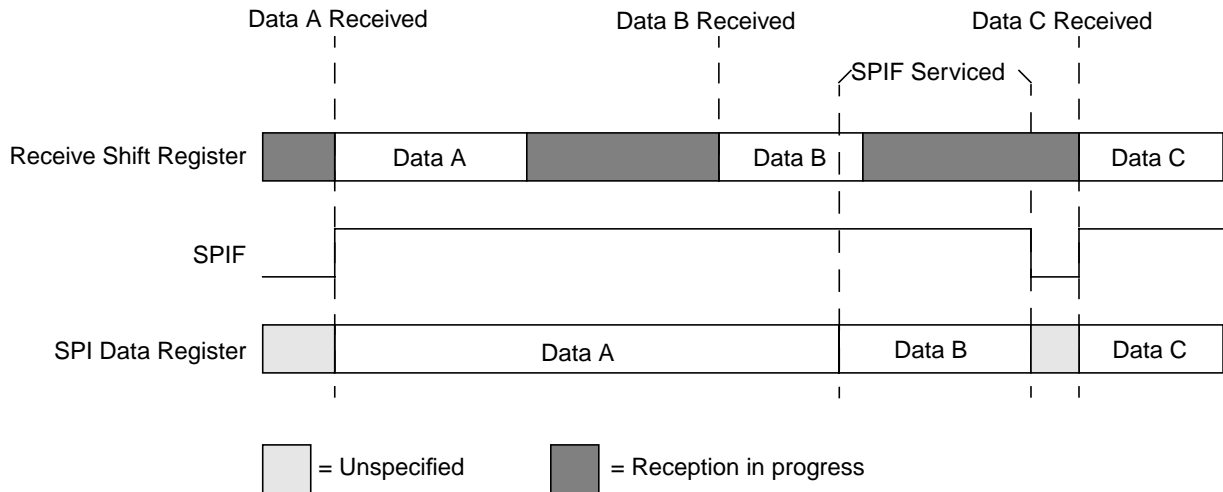 Data A Received
Data B Received
Data C Received
SPIF Serviced
Receive Shift Register
Data A
Data B
Data C
SPIF
SPI Data Register
Data A
Data B
Data C
= Unspecified
= Reception in progress